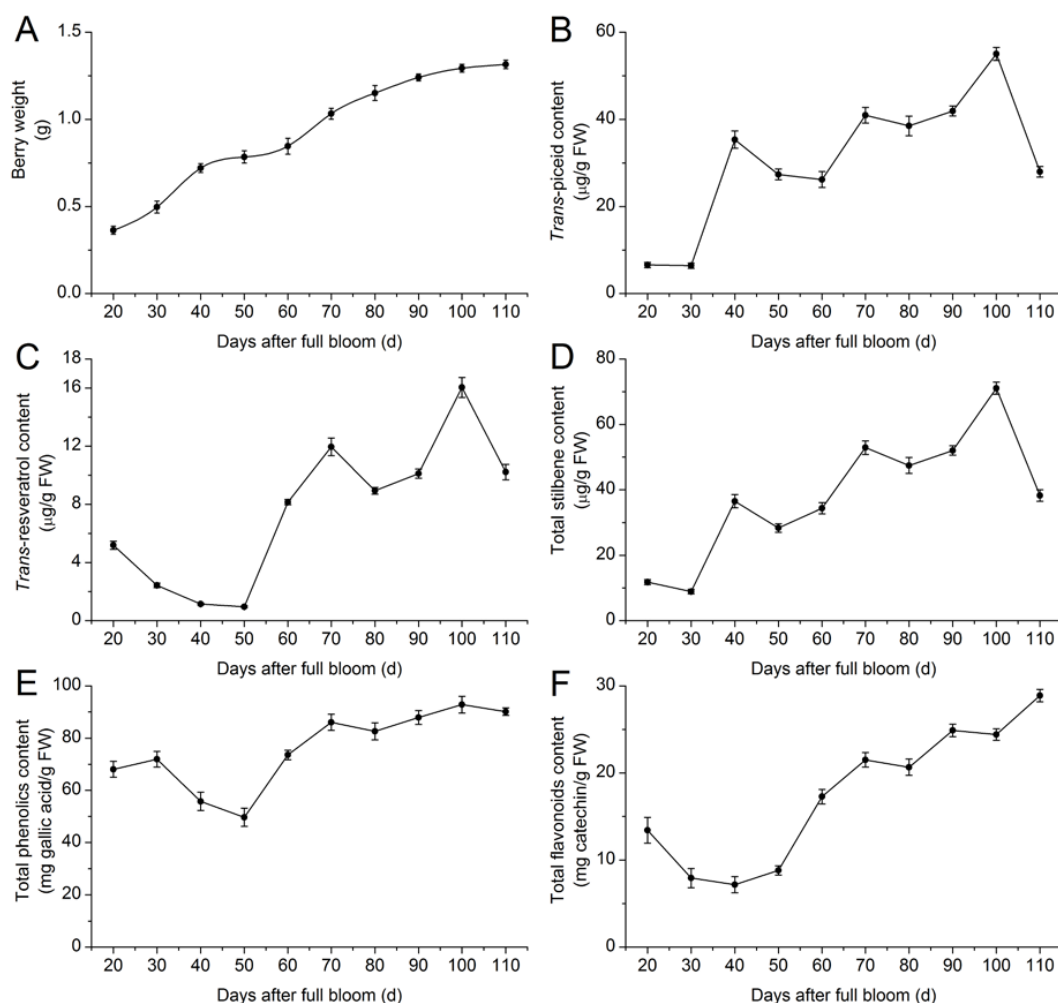 A
Berry weight
(g)
1.5
1.0
0.5
0.0
20 30 40 50 60 70 80 90 100 110
Days after full bloom (d)
B
Trans-piceid content
(μg/g FW)
60
40
20
0
20 30 40 50 60 70 80 90 100 110
Days after full bloom (d)
C
Trans-resveratrol content
(μg/g FW)
18
16
12
8
4
0
20 30 40 50 60 70 80 90 100 110
Days after full bloom (d)
D
Total stilbene content
(μg/g FW)
80
60
40
20
0
20 30 40 50 60 70 80 90 100 110
Days after full bloom (d)
E
Total phenolics content
(mg gallic acid/g FW)
100
80
60
40
20
0
20 30 40 50 60 70 80 90 100 110
Days after full bloom (d)
F
Total flavonoids content
(mg catechin/g FW)
30
20
10
0
20 30 40 50 60 70 80 90 100 110
Days after full bloom (d)